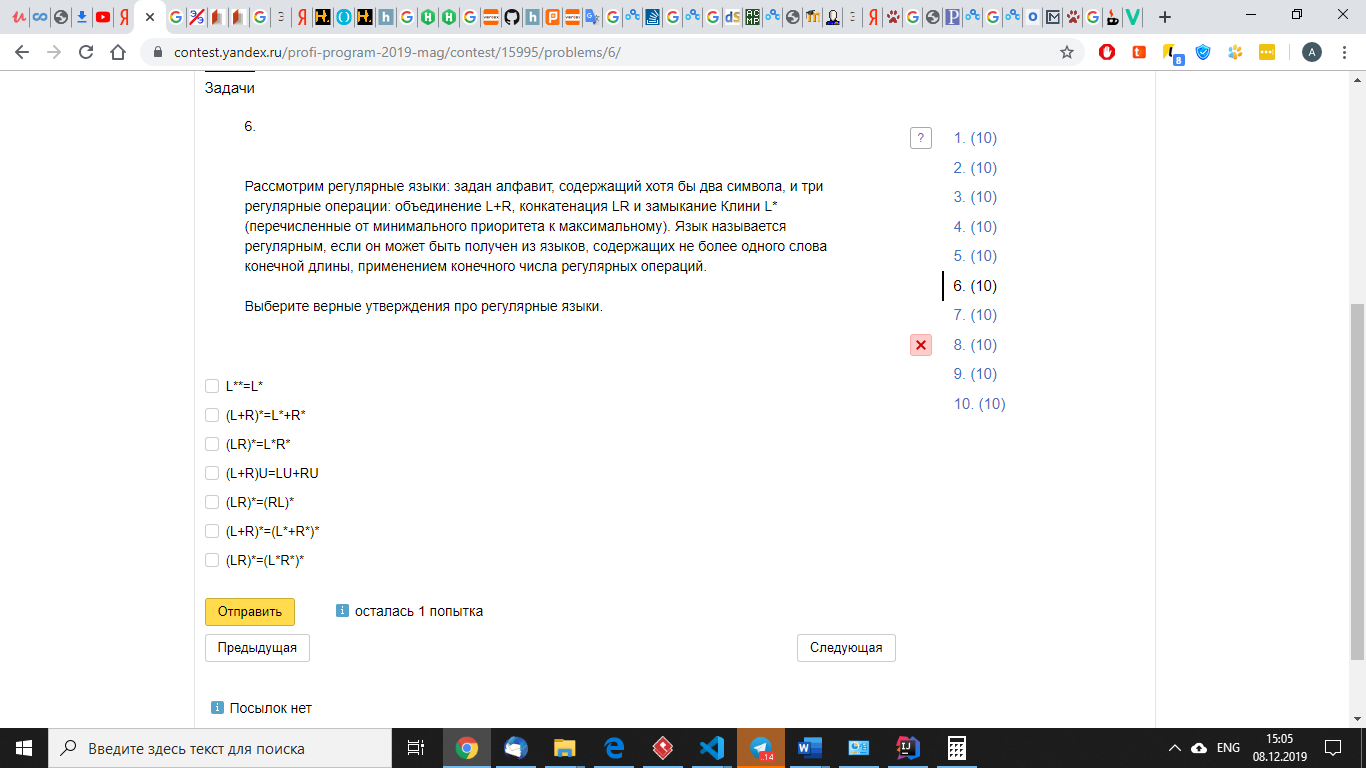 contest.yandex.ru/profi-program-2019-mag/contest/15995/problems/6/
Задачи
6.
Рассмотрим регулярные языки: задан алфавит, содержащий хотя бы два символа, и три
регулярные операции: объединение L+R, конкатенация LR и замыкание Клини L*
(перечисленные от минимального приоритета к максимальному). Язык называется
регулярным, если он может быть получен из языков, содержащих не более одного слова
конечной длины, применением конечного числа регулярных операций.
Выберите верные утверждения про регулярные языки.
L**=L*
(L+R)*=L*+R*
(LR)*=L*R*
(L+R)U=LU+RU
(LR)*=(RL)*
(L+R)*=(L*+R*)*
(LR)*=(L*R*)*
Отправить
осталась 1 попытка
Предыдущая
Следующая
Посылок нет
?
1. (10)
2. (10)
3. (10)
4. (10)
5. (10)
6. (10)
7. (10)
8. (10)
9. (10)
10. (10)
Введите здесь текст для поиска
ENG
15:05
08.12.2019